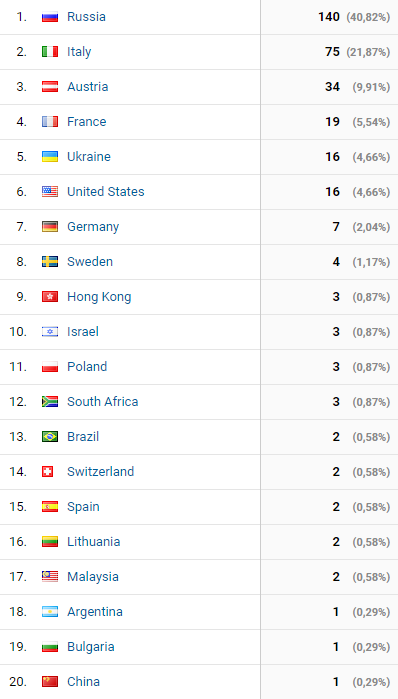 1. Russia 140 (40,82%)
2. Italy 75 (21,87%)
3. Austria 34 (9,91%)
4. France 19 (5,54%)
5. Ukraine 16 (4,66%)
6. United States 16 (4,66%)
7. Germany 7 (2,04%)
8. Sweden 4 (1,17%)
9. Hong Kong 3 (0,87%)
10. Israel 3 (0,87%)
11. Poland 3 (0,87%)
12. South Africa 3 (0,87%)
13. Brazil 2 (0,58%)
14. Switzerland 2 (0,58%)
15. Spain 2 (0,58%)
16. Lithuania 2 (0,58%)
17. Malaysia 2 (0,58%)
18. Argentina 1 (0,29%)
19. Bulgaria 1 (0,29%)
20. China 1 (0,29%)